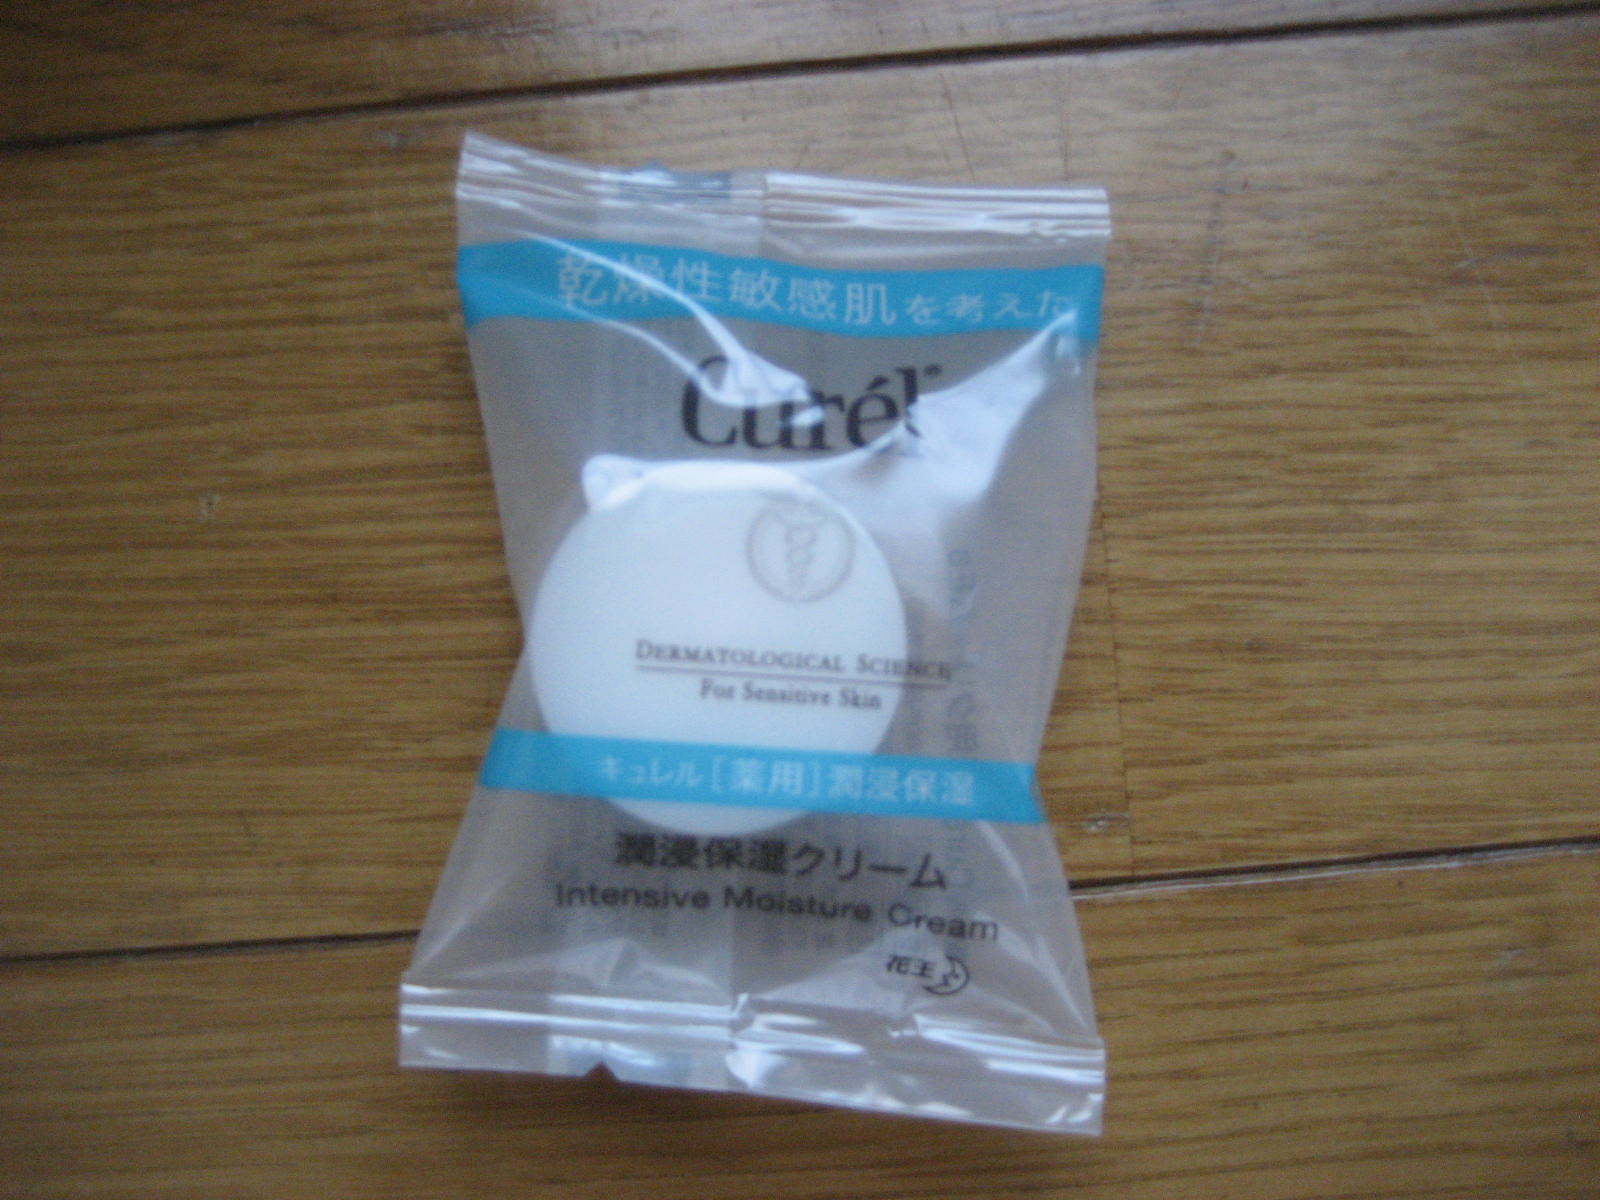 乾燥性敏感肌を考えた
Curél
DERMATOLOGICAL SCIENCE
For Sensitive Skin
キュレル[薬用]潤浸保湿
潤浸保湿クリーム
Intensive Moisture Cream
花王